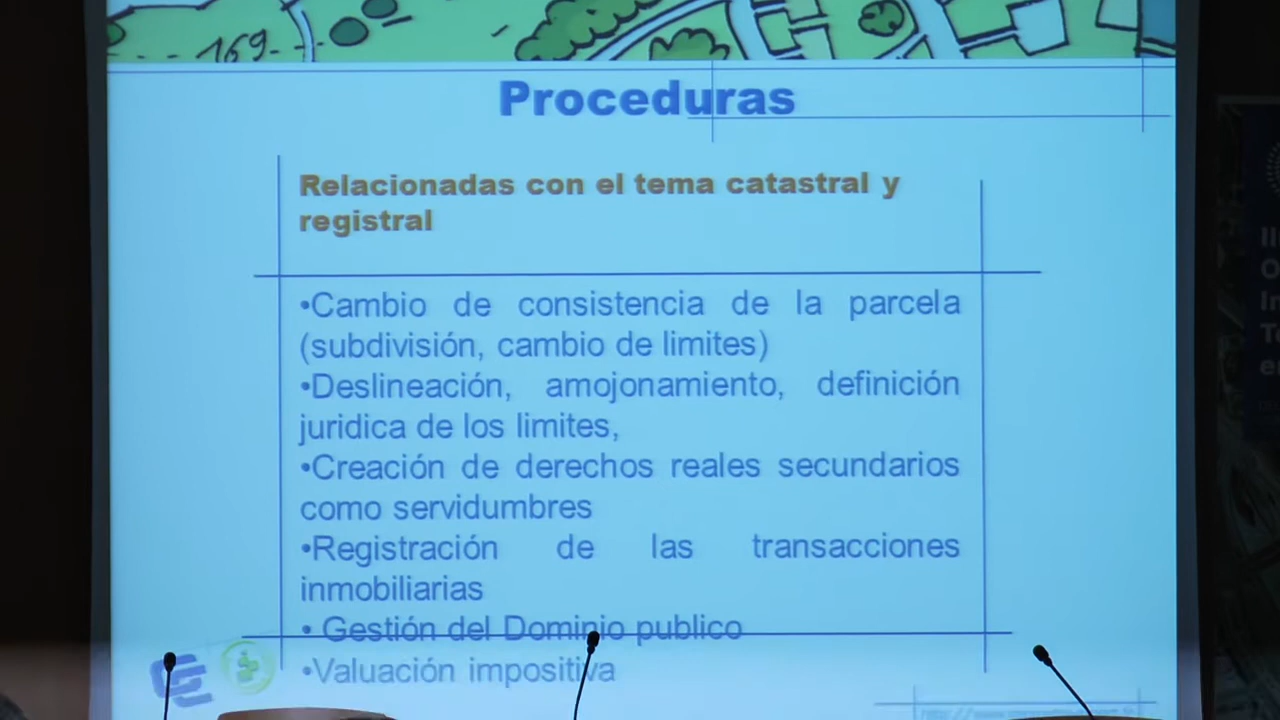 169
Proceduras
Relacionadas con el tema catastral y
registral
•Cambio de consistencia de la parcela
(subdivisión, cambio de limites)
•Deslineación, amojonamiento, definición
juridica de los limites,
•Creación de derechos reales secundarios
como servidumbres
•Registración de las transacciones
inmobiliarias
• Gestión del Dominio publico
•Valuación impositiva